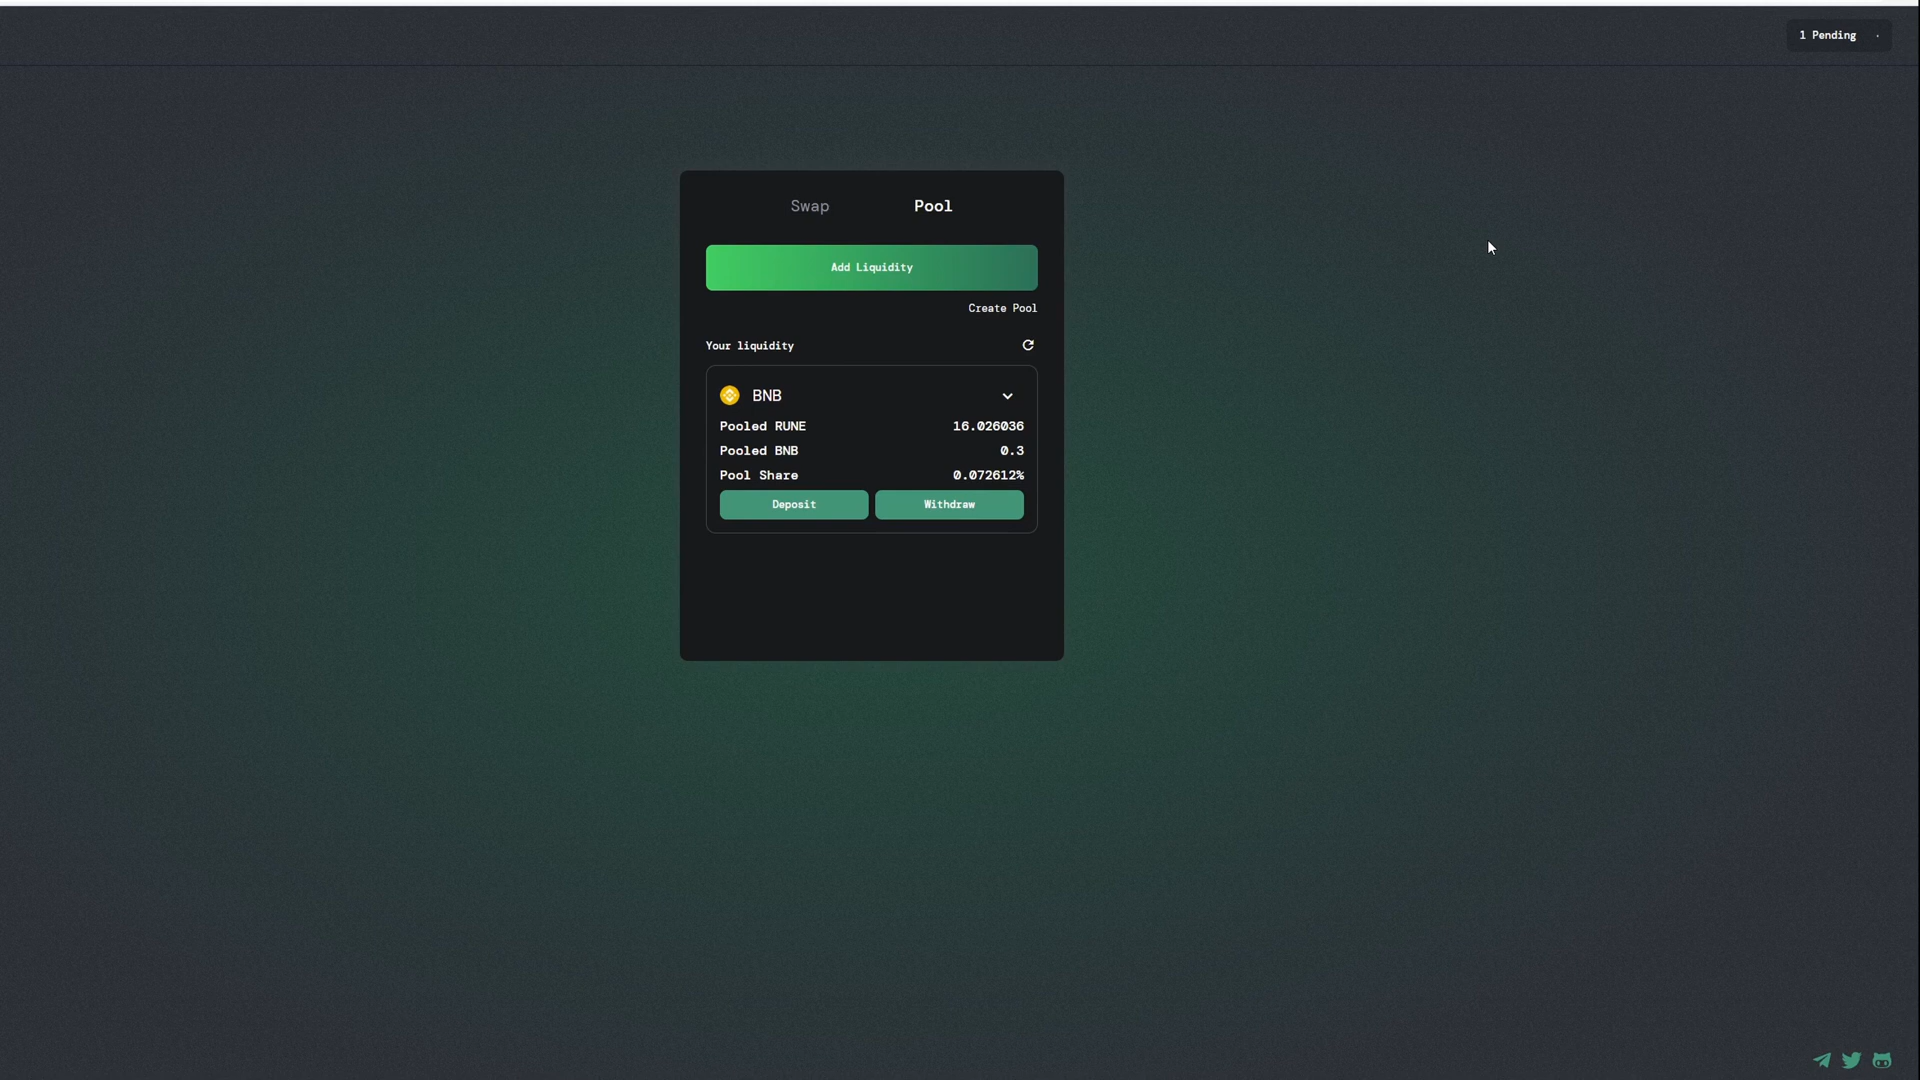 1 Pending
Swap Pool
Add Liquidity
Create Pool
Your liquidity
BNB
Pooled RUNE 16.026036
Pooled BNB 0.3
Pool Share 0.072612%
Deposit Withdraw